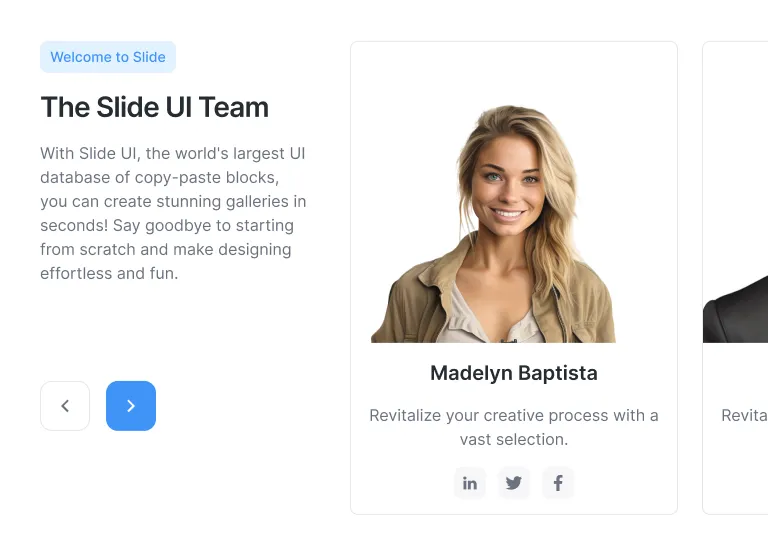 Welcome to Slide
The Slide UI Team
With Slide UI, the world's largest UI
database of copy-paste blocks,
you can create stunning galleries in
seconds! Say goodbye to starting
from scratch and make designing
effortless and fun.
Madelyn Baptista
Revitalize your creative process with a
vast selection.
in
f